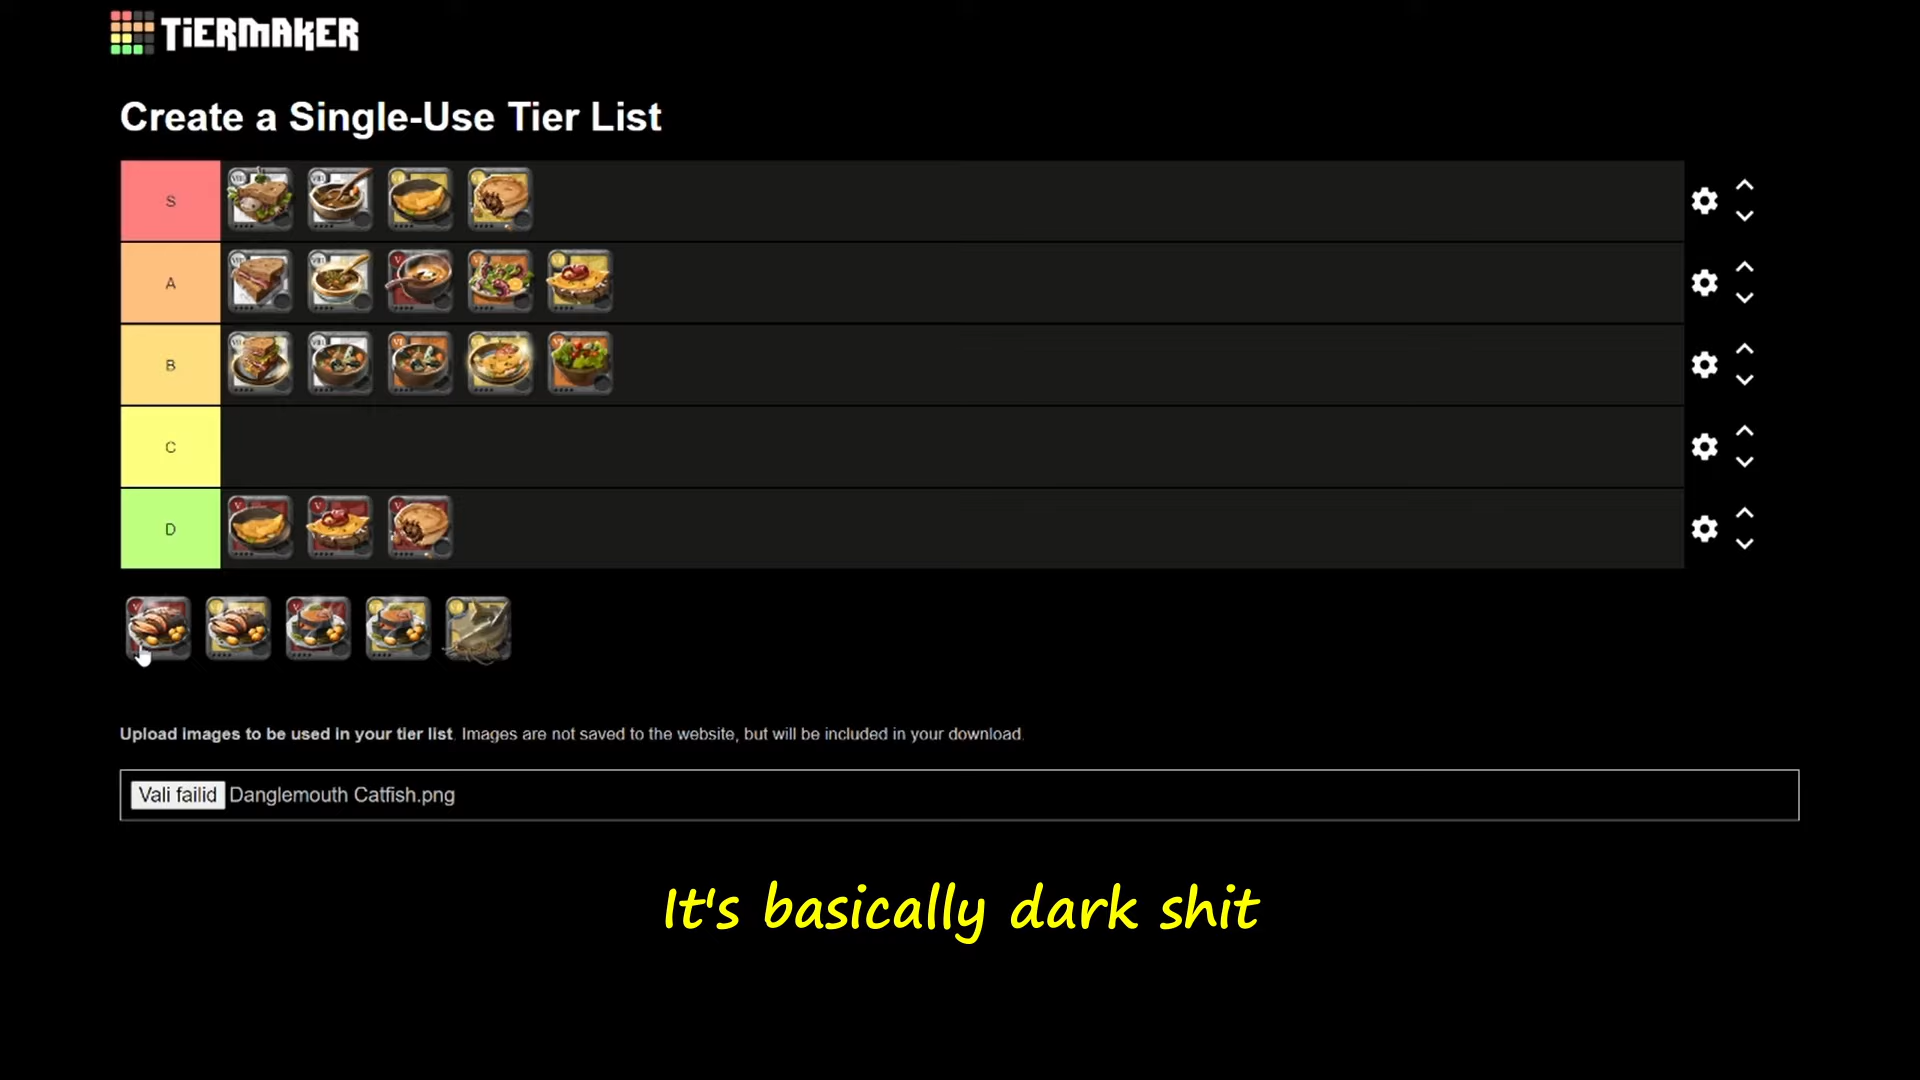 TiERMAKER
Create a Single-Use Tier List
S
A
B
C
D
Upload images to be used in your tier list. Images are not saved to the website, but will be included in your download.
Vali failid Danglemouth Catfish.png
It's basically dark shit